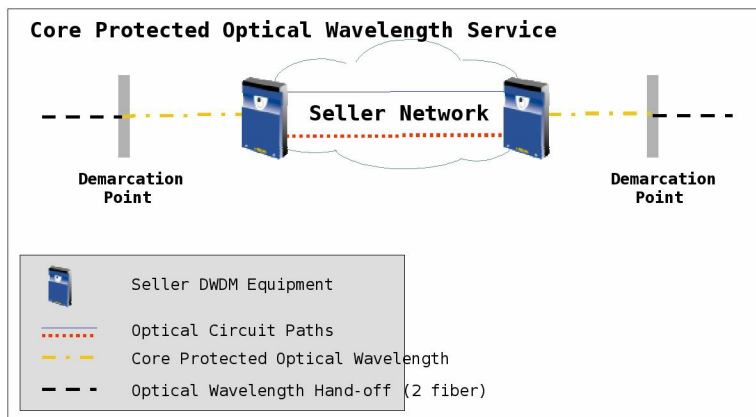 Core Protected Optical Wavelength Service
Seller Network
Demarcation
Point
Demarcation
Point
Seller DWDM Equipment
Optical Circuit Paths
Core Protected Optical Wavelength
Optical Wavelength Hand-off (2 fiber)